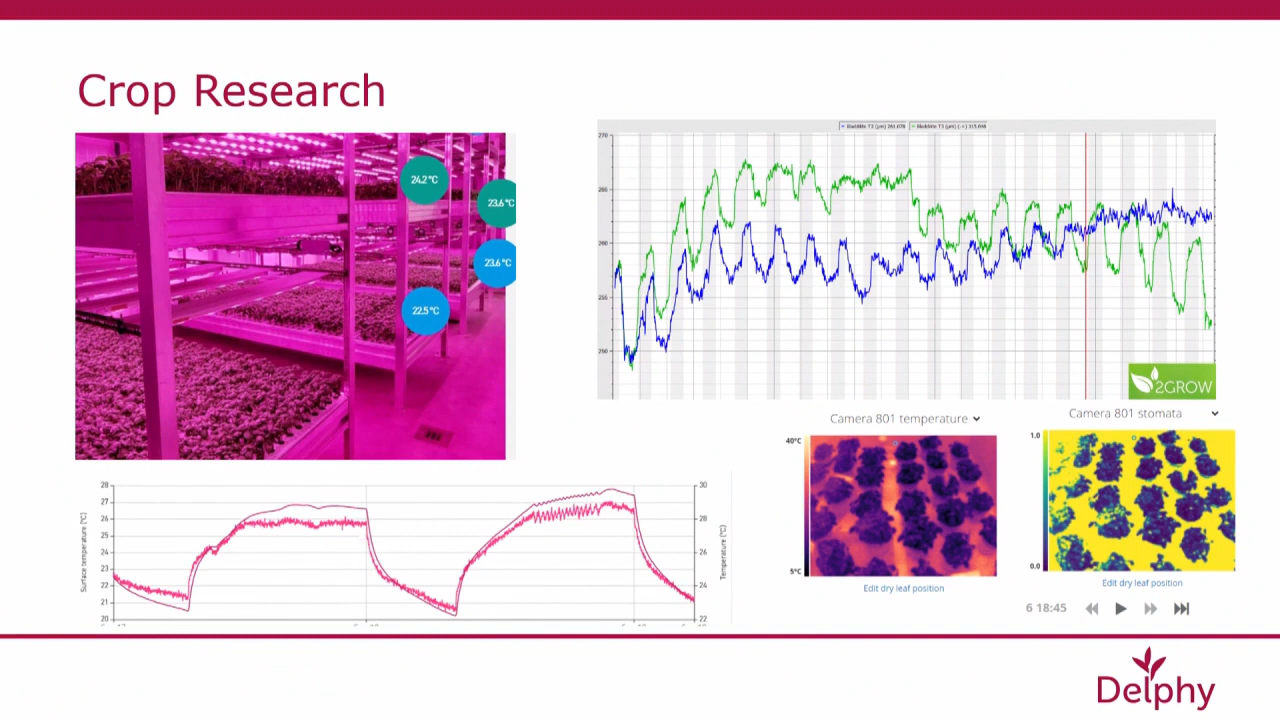 Crop Research
24.2 °C
23.6 °C
23.6 °C
22.5 °C
270
265
260
255
250
2GROW
Camera 801 temperature
40°C
5°C
Edit dry leaf position
Camera 801 stomata
1.0
0.0
Edit dry leaf position
6 18:45
Surface temperature (°C)
28
27
26
25
24
23
22
21
20
30
28
26
24
22
Temperature (°C)
Delphy